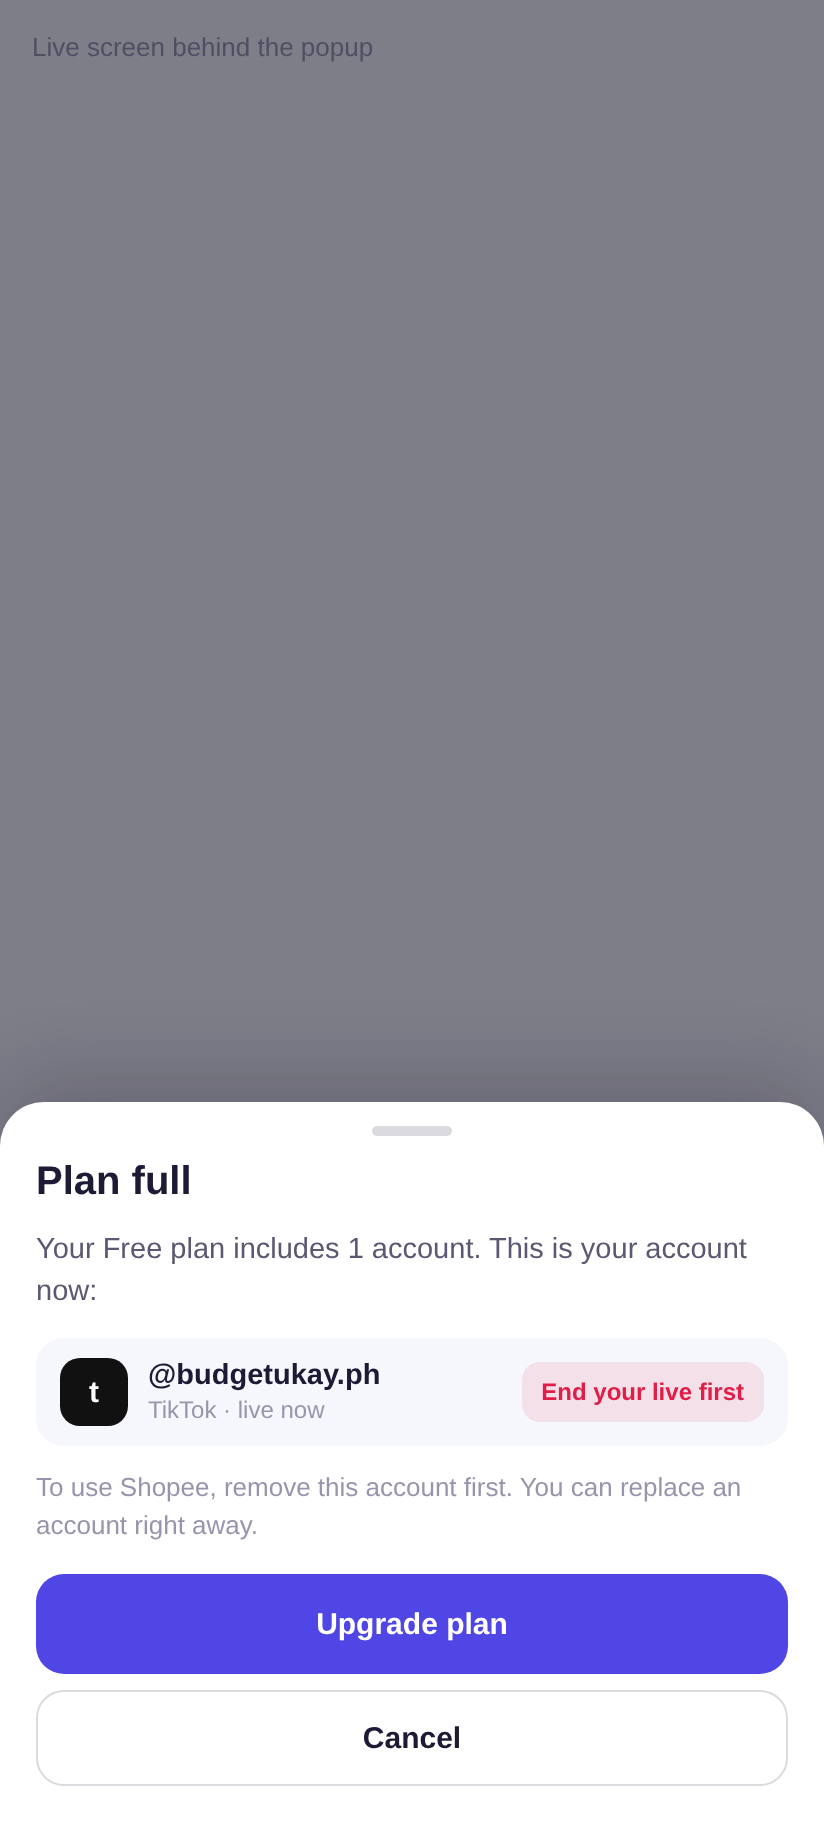 Live screen behind the popup
Plan full
Your Free plan includes 1 account. This is your account
now:
t
@budgetukay.ph
TikTok · live now
End your live first
To use Shopee, remove this account first. You can replace an
account right away.
Upgrade plan
Cancel